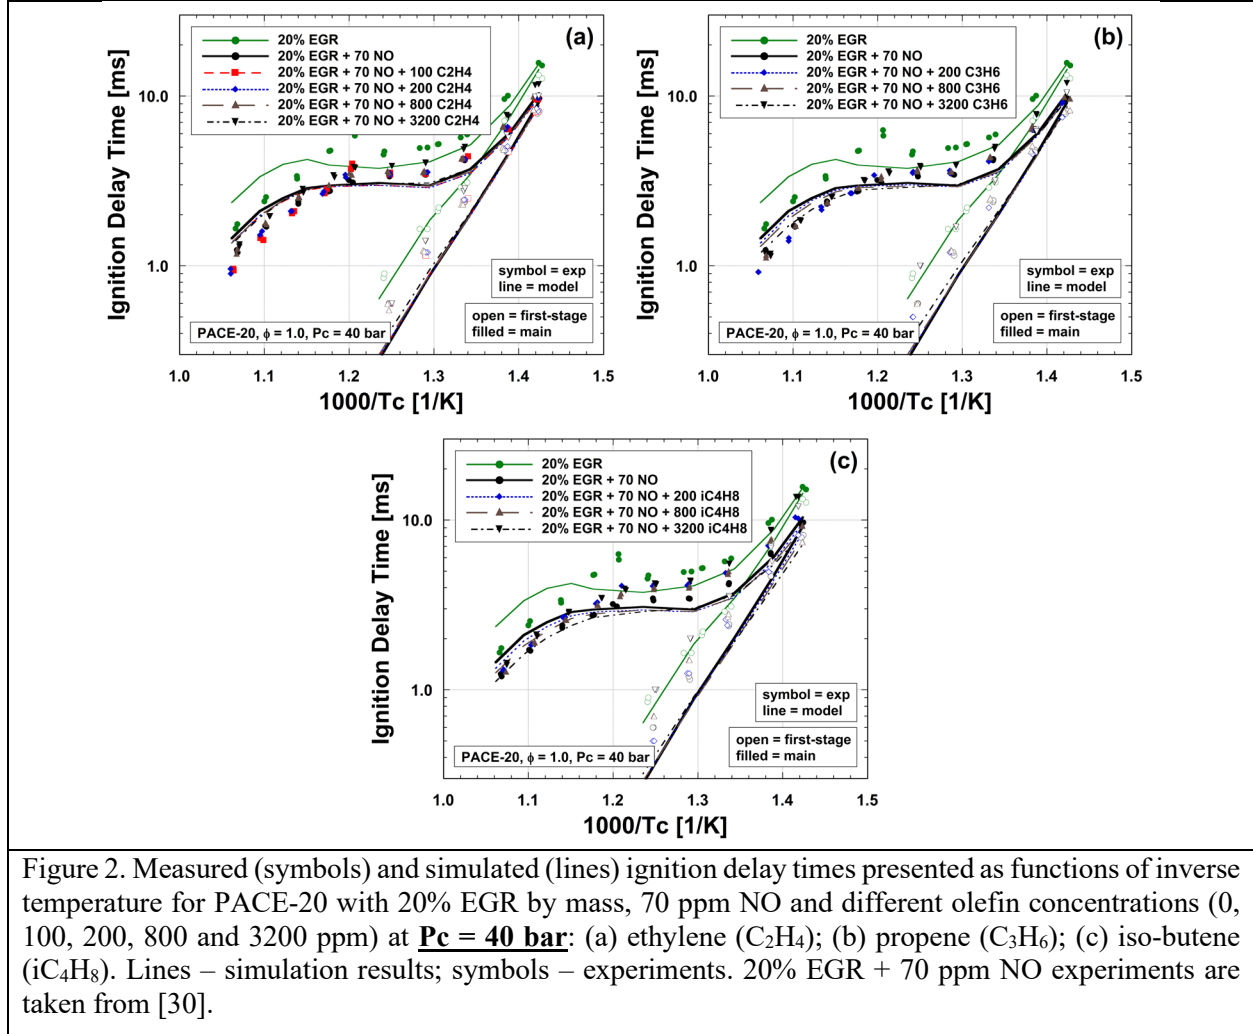 (a)
20% EGR
20% EGR + 70 NO
20% EGR + 70 NO + 100 C2H4
20% EGR + 70 NO + 200 C2H4
20% EGR + 70 NO + 800 C2H4
20% EGR + 70 NO + 3200 C2H4
Ignition Delay Time [ms]
10.0
1.0
symbol = exp
line = model
open = first-stage
filled = main
PACE-20, ϕ = 1.0, Pc = 40 bar
1.0 1.1 1.2 1.3 1.4 1.5
1000/Tc [1/K]
(b)
20% EGR
20% EGR + 70 NO
20% EGR + 70 NO + 200 C3H6
20% EGR + 70 NO + 800 C3H6
20% EGR + 70 NO + 3200 C3H6
Ignition Delay Time [ms]
10.0
1.0
symbol = exp
line = model
open = first-stage
filled = main
PACE-20, ϕ = 1.0, Pc = 40 bar
1.0 1.1 1.2 1.3 1.4 1.5
1000/Tc [1/K]
(c)
20% EGR
20% EGR + 70 NO
20% EGR + 70 NO + 200 iC4H8
20% EGR + 70 NO + 800 iC4H8
20% EGR + 70 NO + 3200 iC4H8
Ignition Delay Time [ms]
10.0
1.0
symbol = exp
line = model
open = first-stage
filled = main
PACE-20, ϕ = 1.0, Pc = 40 bar
1.0 1.1 1.2 1.3 1.4 1.5
1000/Tc [1/K]
Figure 2. Measured (symbols) and simulated (lines) ignition delay times presented as functions of inverse
temperature for PACE-20 with 20% EGR by mass, 70 ppm NO and different olefin concentrations (0,
100, 200, 800 and 3200 ppm) at Pc = 40 bar: (a) ethylene (C₂H₄); (b) propene (C₃H₆); (c) iso-butene
(iC₄H₈). Lines – simulation results; symbols – experiments. 20% EGR + 70 ppm NO experiments are
taken from [30].